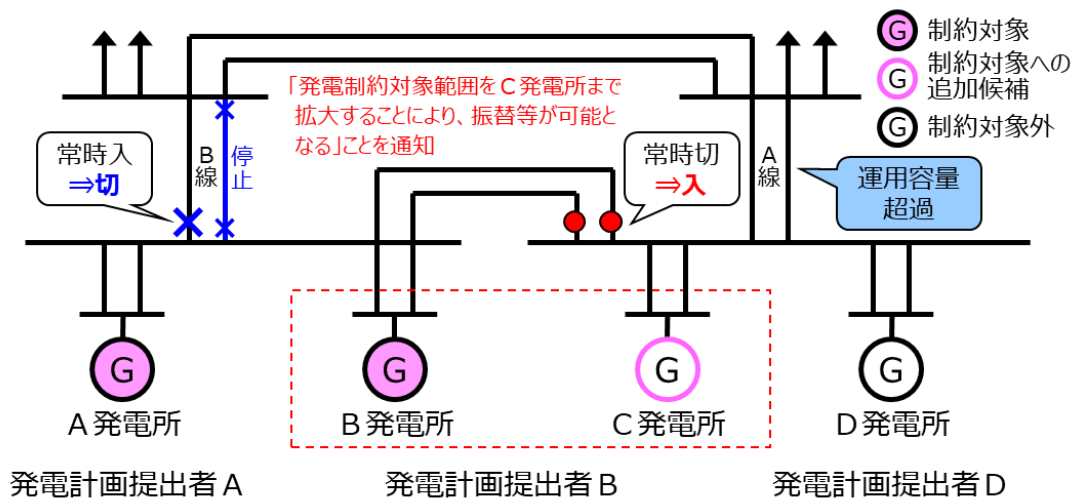 G 制約対象
G 制約対象への
追加候補
G 制約対象外
「発電制約対象範囲をC発電所まで
拡大することにより、振替等が可能と
なる」ことを通知
常時入
⇒切
B線
停止
常時切
⇒入
A線
運用容量
超過
G
G
G
G
A発電所
B発電所
C発電所
D発電所
発電計画提出者A
発電計画提出者B
発電計画提出者D